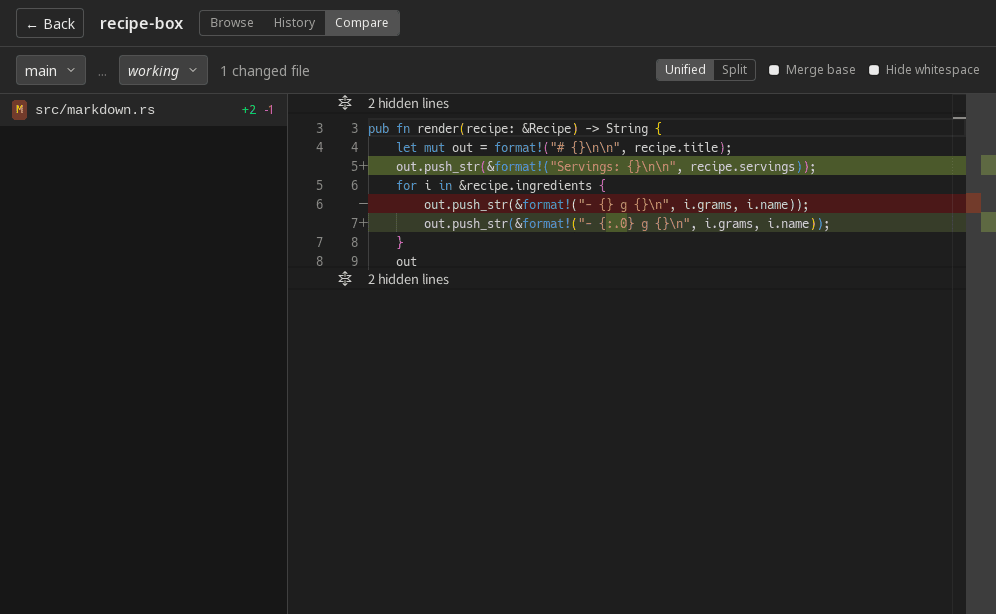 ← Back recipe-box Browse History Compare
main ... working 1 changed file Unified Split Merge base Hide whitespace
M src/markdown.rs +2 -1
2 hidden lines
3 3 pub fn render(recipe: &Recipe) -> String {
4 4 let mut out = format!("# {}\n\n", recipe.title);
5+ out.push_str(&format!("Servings: {}\n\n", recipe.servings));
5 6 for i in &recipe.ingredients {
6 − out.push_str(&format!("- {} g {}\n", i.grams, i.name));
7+ out.push_str(&format!("- {:.0} g {}\n", i.grams, i.name));
7 8 }
8 9 out
2 hidden lines